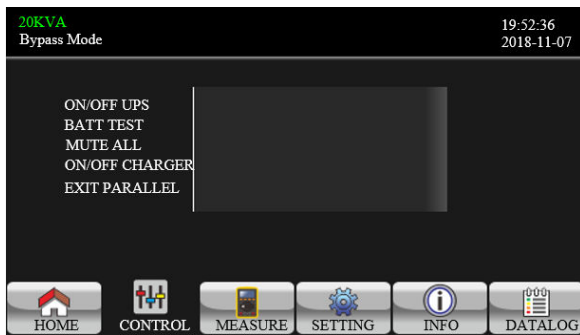 20KVA
Bypass Mode
19:52:36
2018-11-07
ON/OFF UPS
BATT TEST
MUTE ALL
ON/OFF CHARGER
EXIT PARALLEL
HOME CONTROL MEASURE SETTING INFO DATALOG